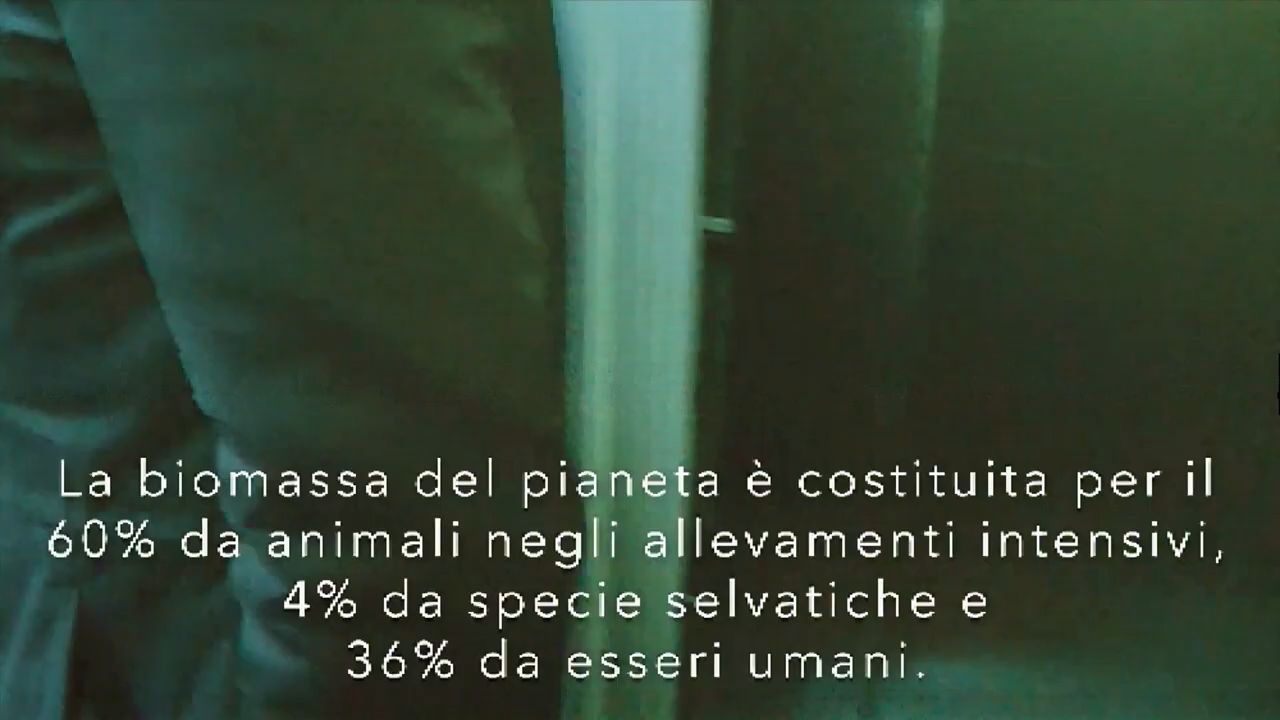 La biomassa del pianeta è costituita per il
60% da animali negli allevamenti intensivi,
4% da specie selvatiche e
36% da esseri umani.